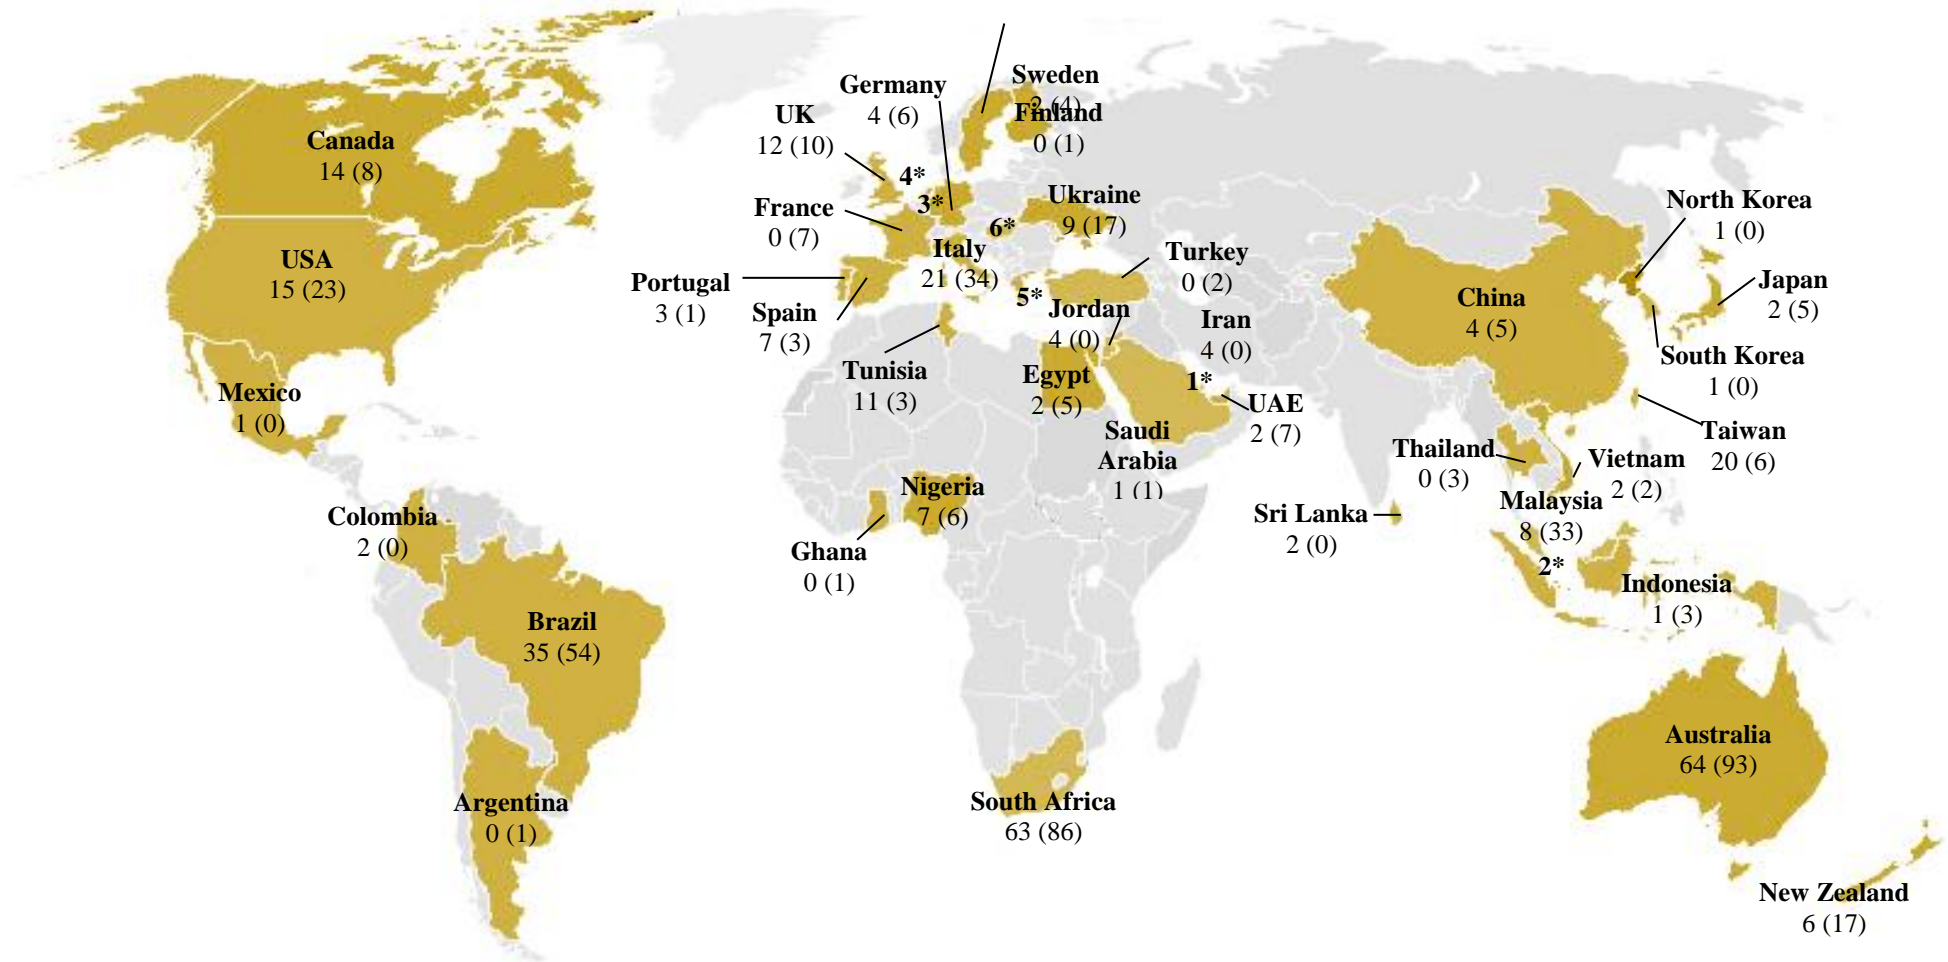 Canada
14 (8)
USA
15 (23)
Mexico
1 (0)
Colombia
2 (0)
Brazil
35 (54)
Argentina
0 (1)
Germany
4 (6)
UK
12 (10)
France
0 (7)
Portugal
3 (1)
Spain
7 (3)
Sweden
2 (4)
Finland
0 (1)
4*
3*
6*
5*
Ukraine
9 (17)
Italy
21 (34)
Turkey
0 (2)
Jordan
4 (0)
Iran
4 (0)
1*
UAE
2 (7)
Egypt
2 (5)
Saudi
Arabia
1 (1)
Tunisia
11 (3)
Nigeria
7 (6)
Ghana
0 (1)
South Africa
63 (86)
China
4 (5)
North Korea
1 (0)
Japan
2 (5)
South Korea
1 (0)
Taiwan
20 (6)
Thailand
0 (3)
Vietnam
2 (2)
Malaysia
8 (33)
2*
Sri Lanka
2 (0)
Indonesia
1 (3)
Australia
64 (93)
New Zealand
6 (17)